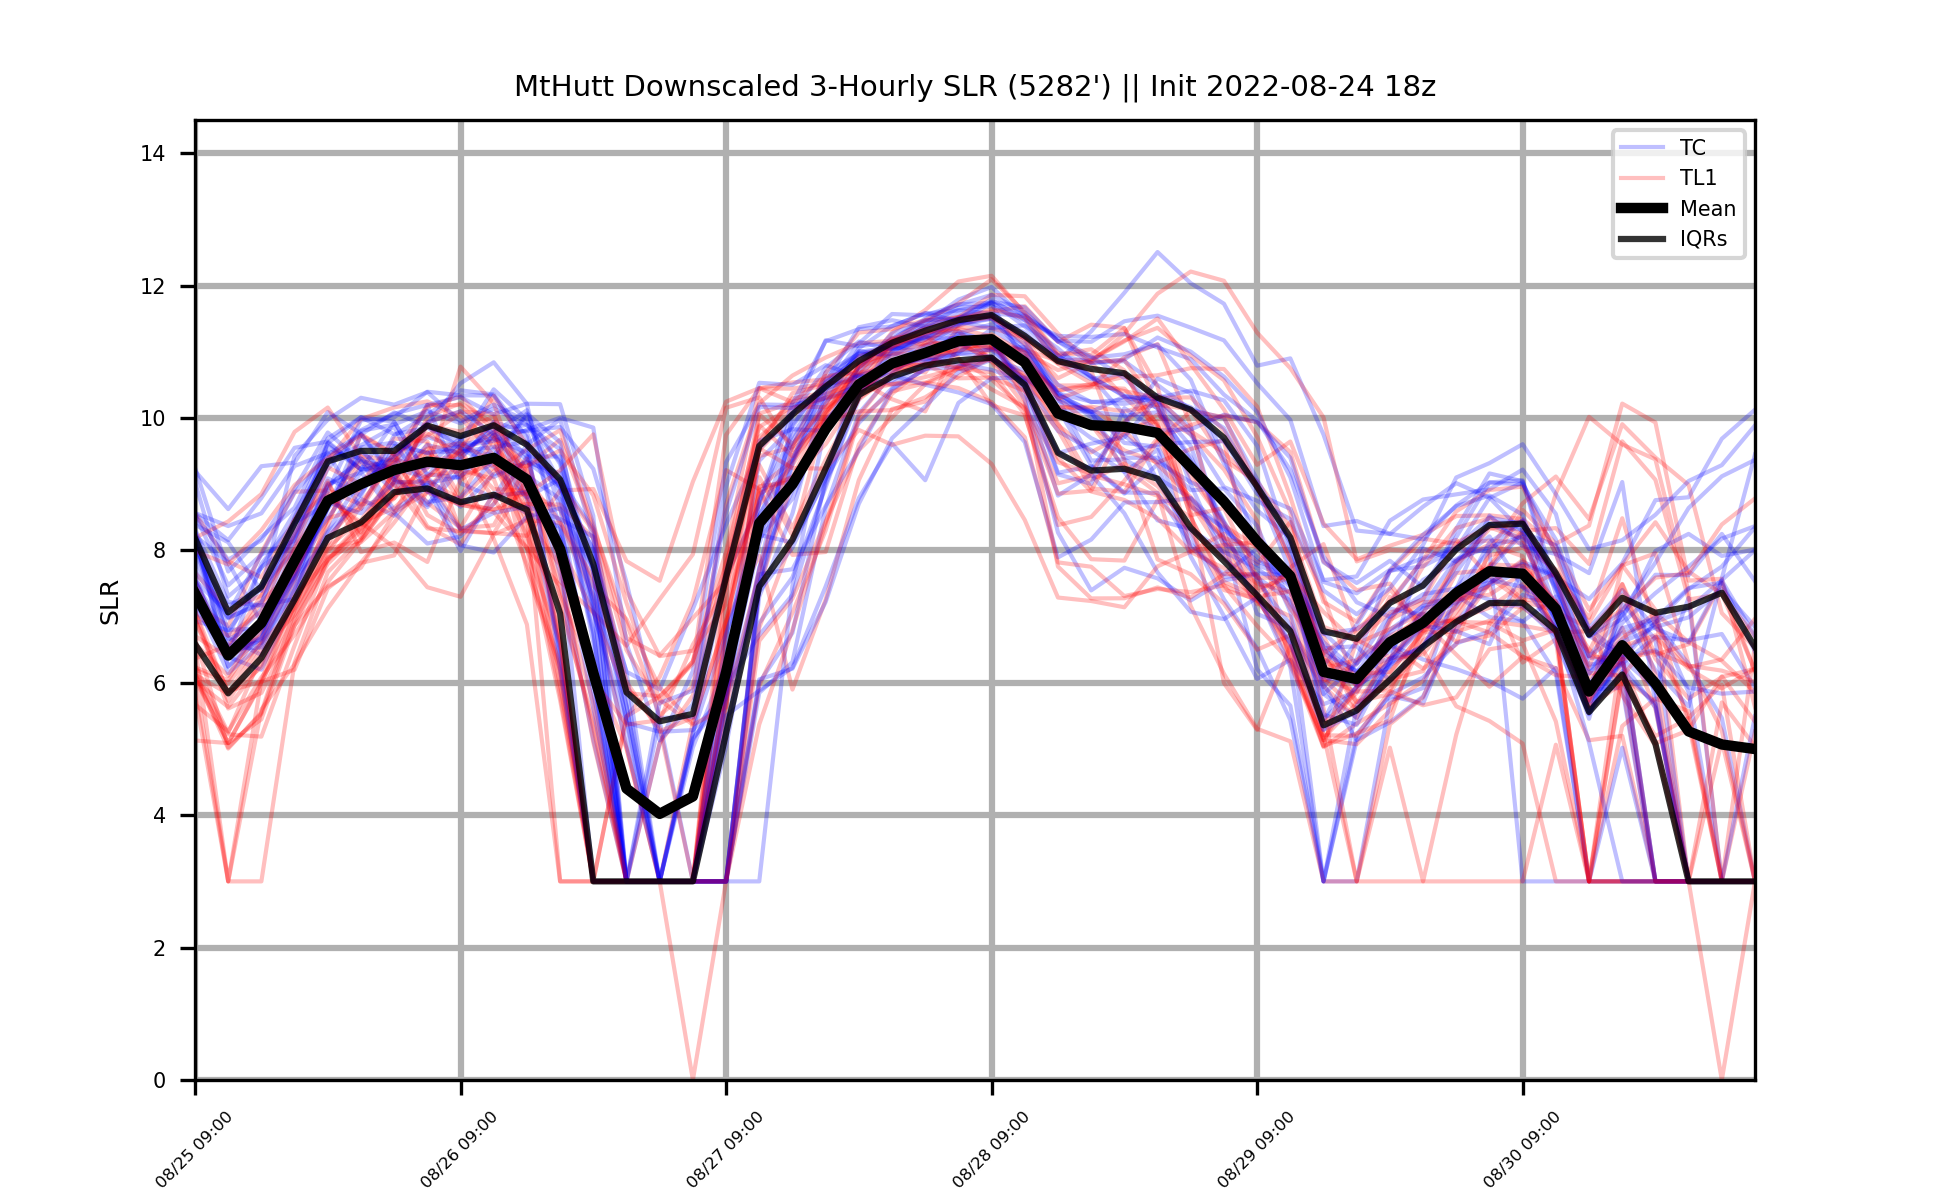 MtHutt Downscaled 3-Hourly SLR (5282') || Init 2022-08-24 18z
TC
TL1
Mean
IQRs
SLR
14
12
10
8
6
4
2
0
08/25 09:00
08/26 09:00
08/27 09:00
08/28 09:00
08/29 09:00
08/30 09:00